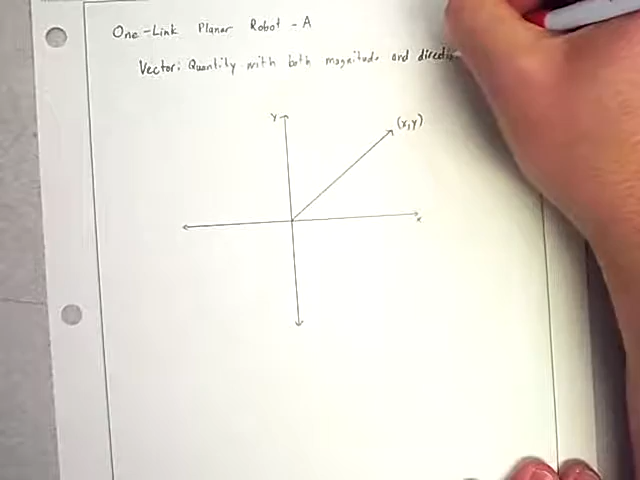 One-Link Planar Robot - A
Vector: Quantity with both magnitude and
y
(x,y)
x